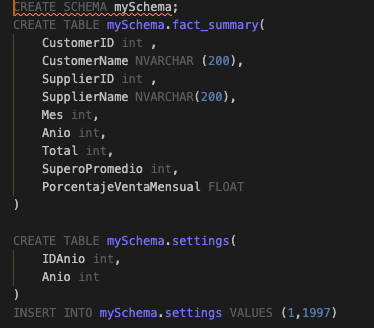 CREATE SCHEMA mySchema;
CREATE TABLE mySchema.fact_summary(
    CustomerID int ,
    CustomerName NVARCHAR (200),
    SupplierID int ,
    SupplierName NVARCHAR(200),
    Mes int,
    Anio int,
    Total int,
    SuperoPromedio int,
    PorcentajeVentaMensual FLOAT
)
CREATE TABLE mySchema.settings(
    IDAnio int,
    Anio int
)
INSERT INTO mySchema.settings VALUES (1,1997)